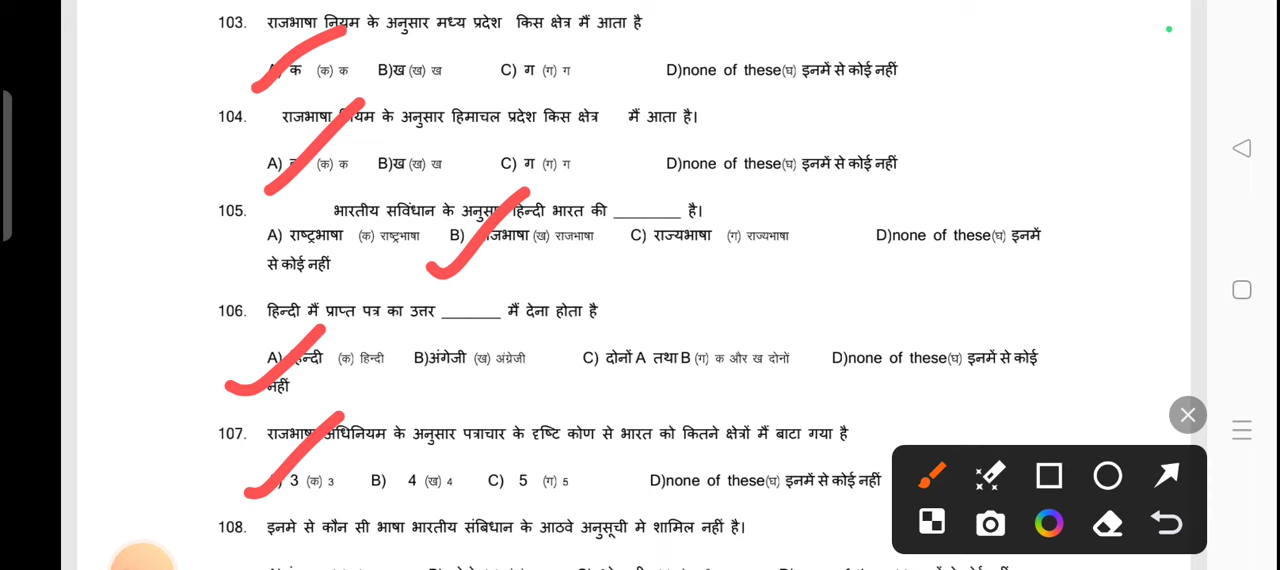 103. राजभाषा नियम के अनुसार मध्य प्रदेश किस क्षेत्र मैं आता है
A) क (क) क B)ख (ख) ख C) ग (ग) ग D)none of these(घ) इनमें से कोई नहीं
104. राजभाषा नियम के अनुसार हिमाचल प्रदेश किस क्षेत्र मैं आता है।
A) क (क) क B)ख (ख) ख C) ग (ग) ग D)none of these(घ) इनमें से कोई नहीं
105. भारतीय सविंधान के अनुसार हिन्दी भारत की ________ है।
A) राष्ट्रभाषा (क) राष्ट्रभाषा B) राजभाषा (ख) राजभाषा C) राज्यभाषा (ग) राज्यभाषा D)none of these(घ) इनमें
से कोई नहीं
106. हिन्दी मैं प्राप्त पत्र का उत्तर _______ मैं देना होता है
A) हिन्दी (क) हिन्दी B)अंगेजी (ख) अंग्रेजी C) दोनों A तथा B (ग) क और ख दोनों D)none of these(घ) इनमें से कोई
नहीं
107. राजभाषा अधिनियम के अनुसार पत्राचार के दृष्टि कोण से भारत को कितने क्षेत्रों मैं बाटा गया है
A) 3 (क) 3 B) 4 (ख) 4 C) 5 (ग) 5 D)none of these(घ) इनमें से कोई नहीं
108. इनमे से कौन सी भाषा भारतीय संबिधान के आठवे अनुसूची मे शामिल नहीं है।